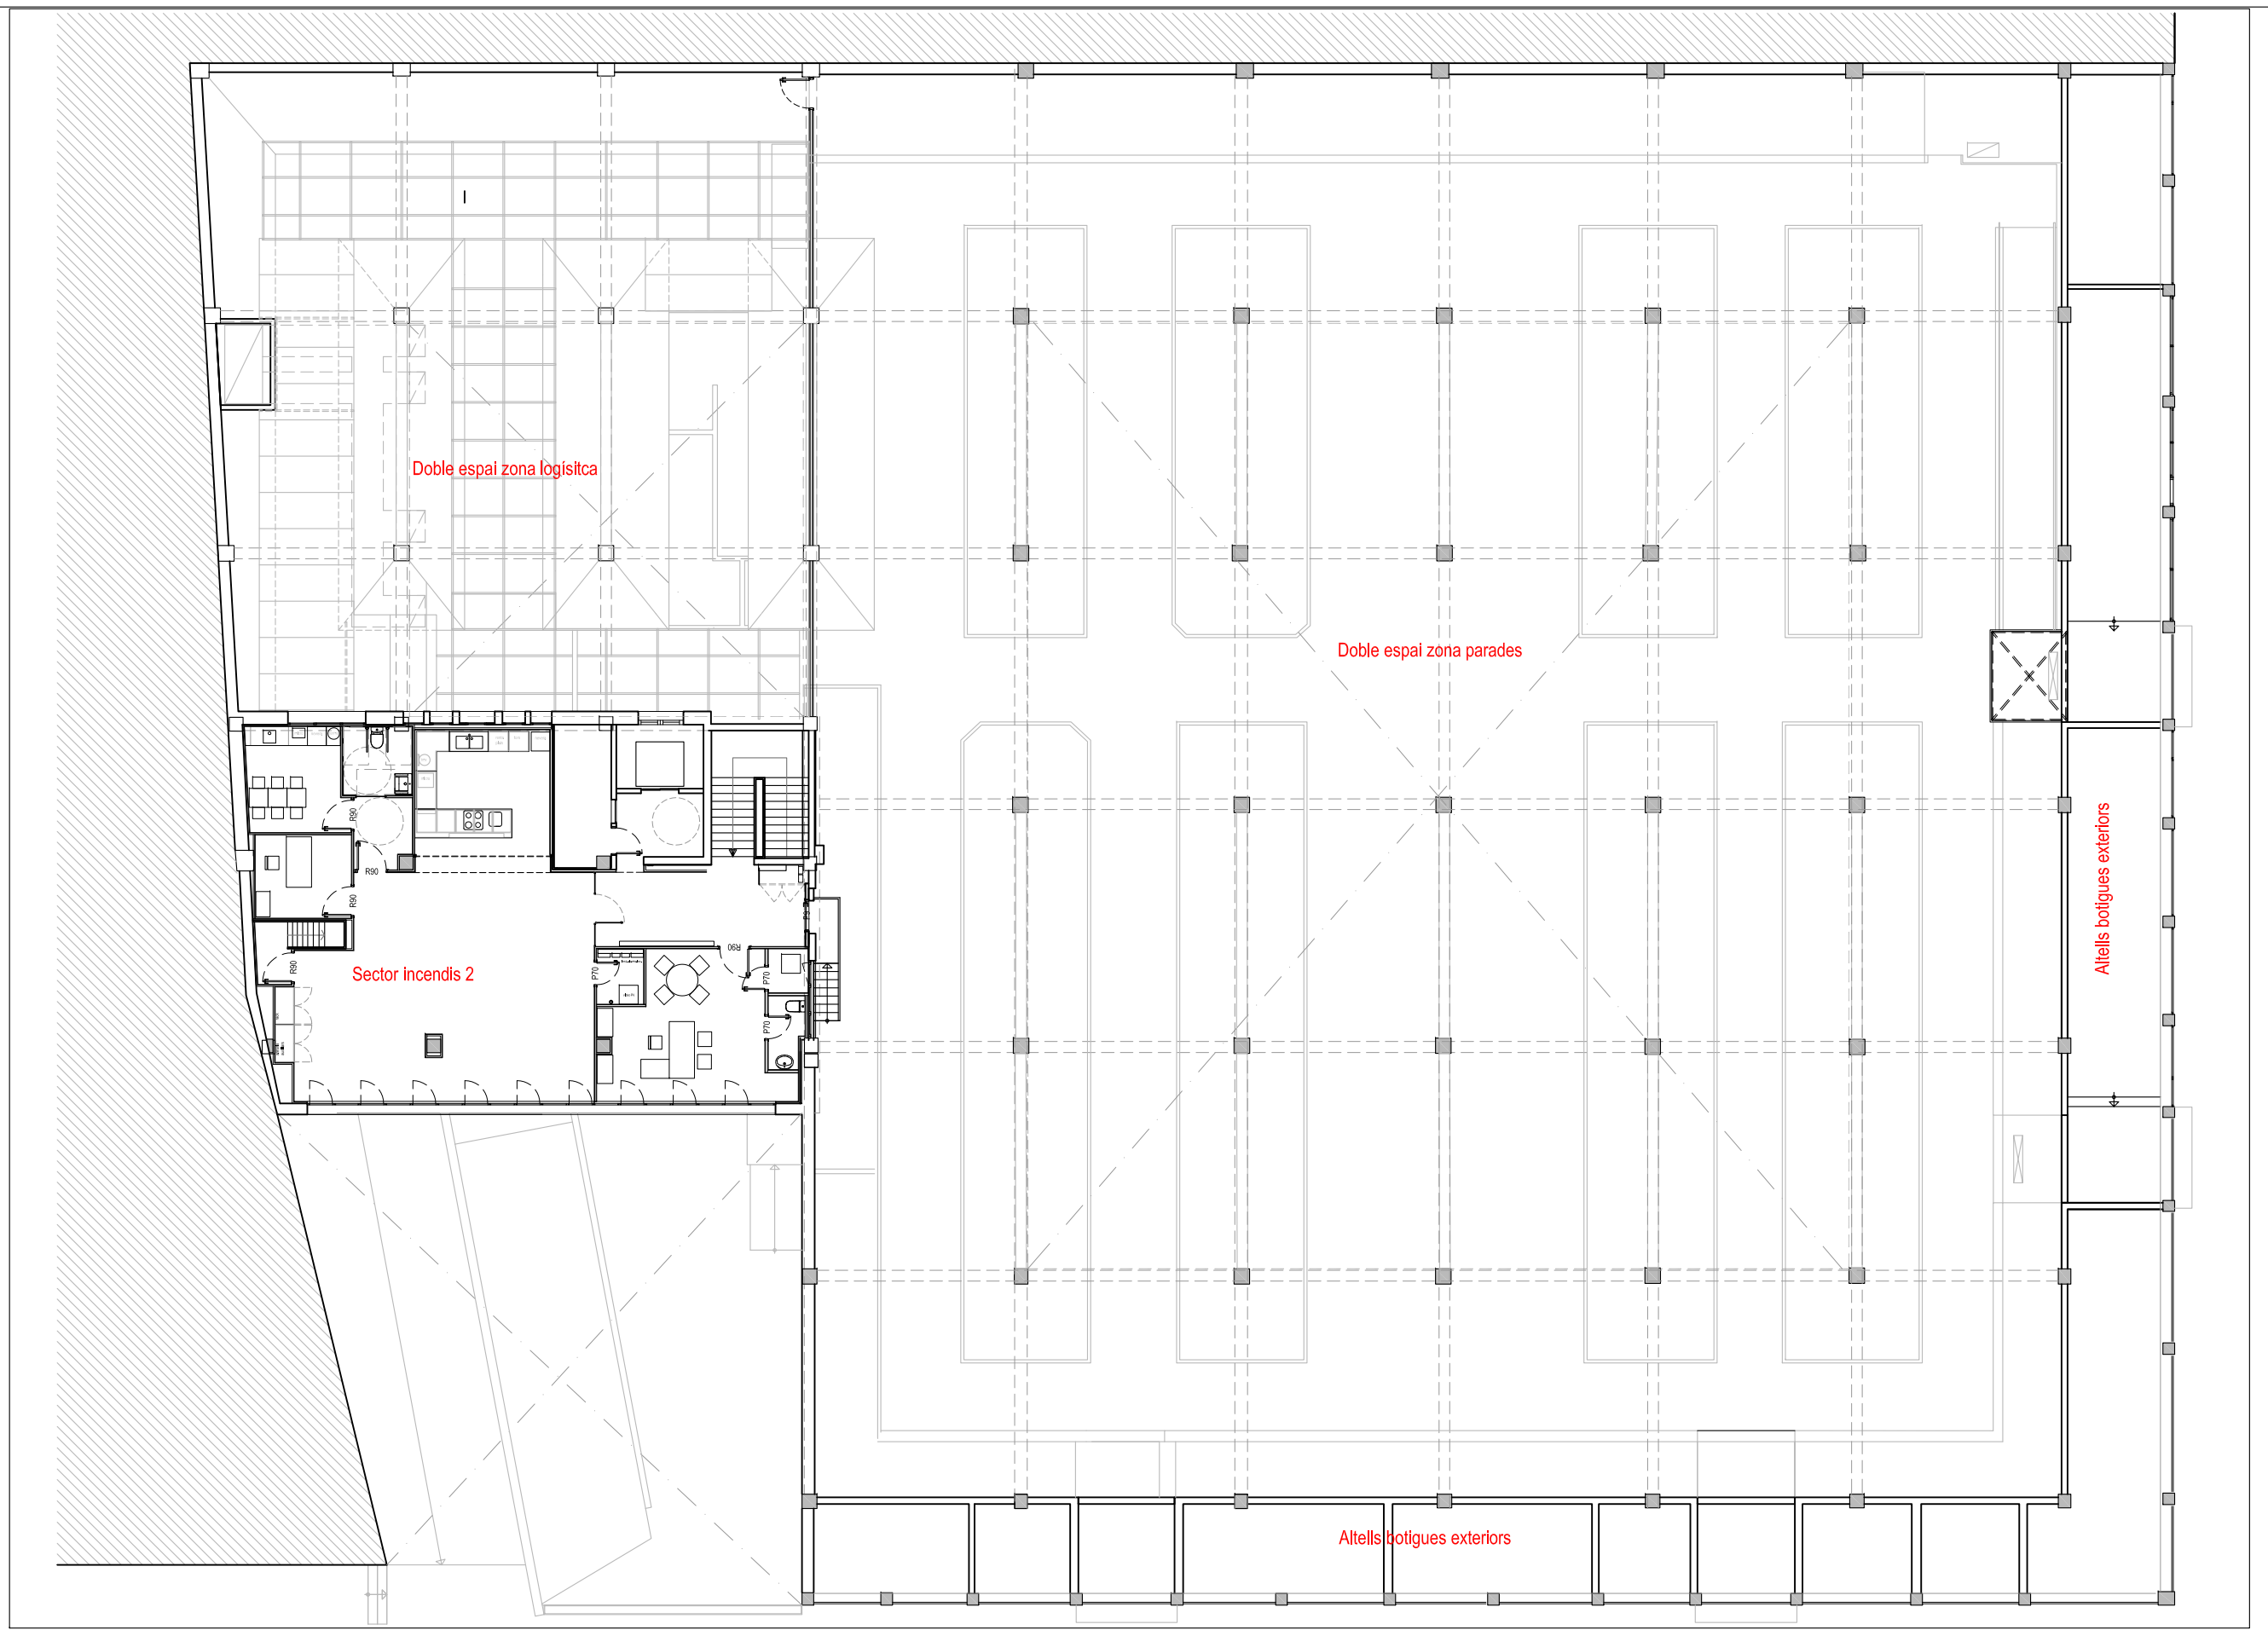 Doble espai zona logísitca
Doble espai zona parades
R90
R90
R90
Altells botigues exteriors
R90
Sector incendis 2
R90
P70
P70
P70
Altells botigues exteriors